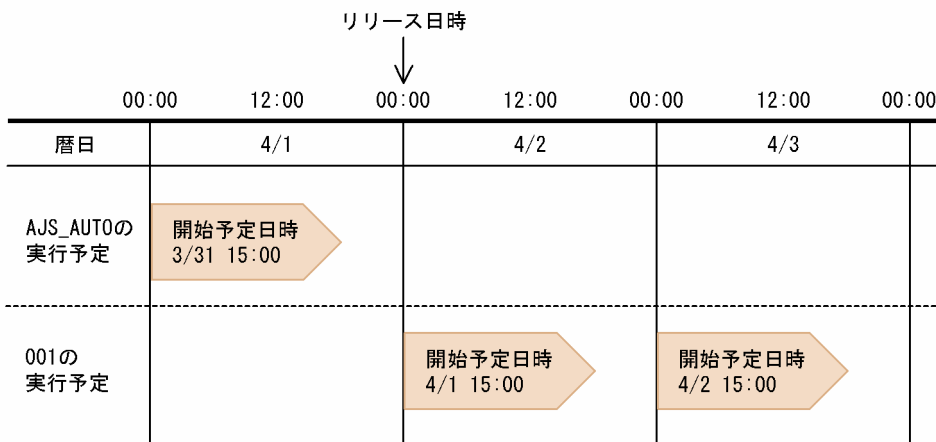 リリース日時
00:00 12:00 00:00 12:00 00:00 12:00 00:00
暦日 4/1 4/2 4/3
AJS_AUTOの
実行予定
開始予定日時
3/31 15:00
001の
実行予定
開始予定日時
4/1 15:00
開始予定日時
4/2 15:00